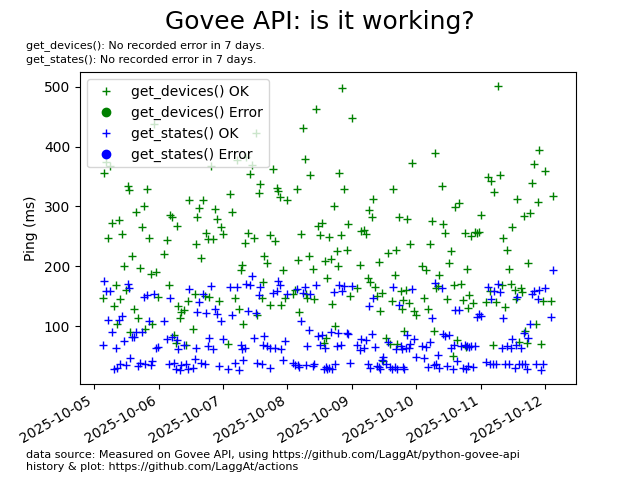 Govee API: is it working?
get_devices(): No recorded error in 7 days.
get_states(): No recorded error in 7 days.
get_devices() OK
get_devices() Error
get_states() OK
get_states() Error
Ping (ms)
500
400
300
200
100
2025-10-05
2025-10-06
2025-10-07
2025-10-08
2025-10-09
2025-10-10
2025-10-11
2025-10-12
data source: Measured on Govee API, using https://github.com/LaggAt/python-govee-api
history & plot: https://github.com/LaggAt/actions